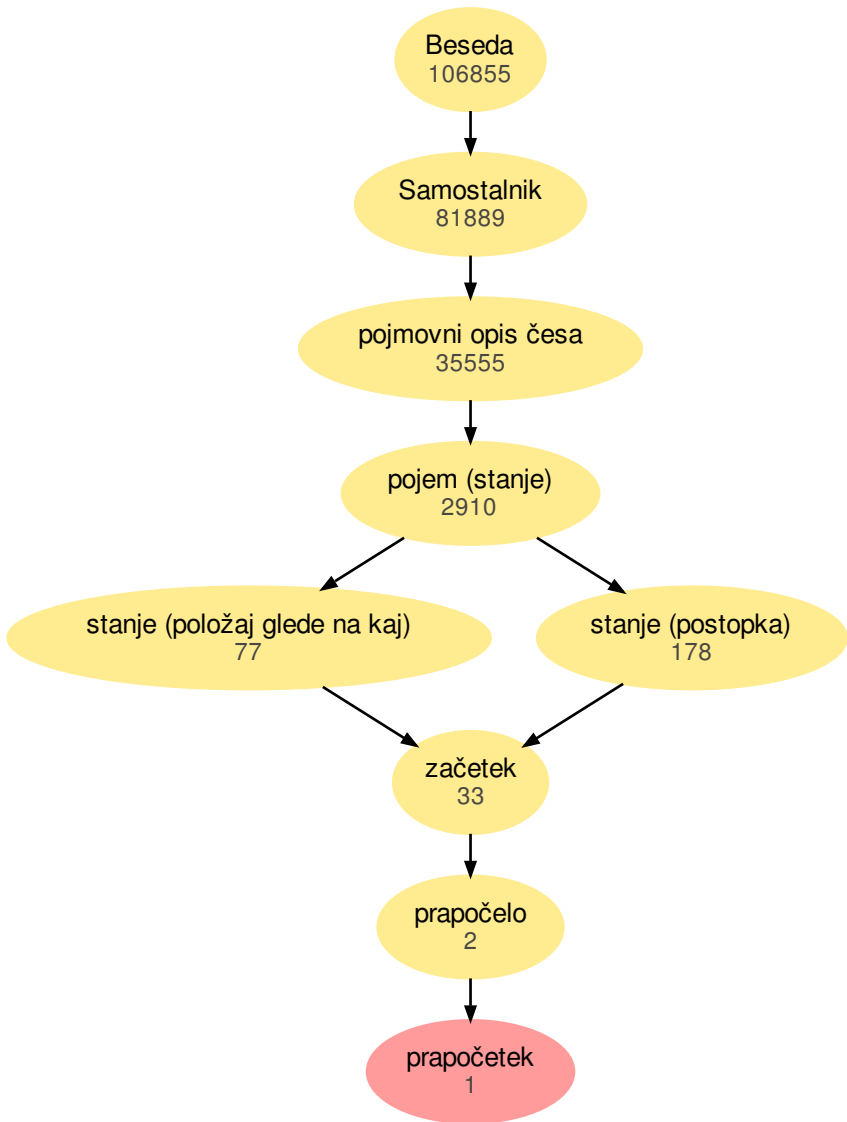 Beseda
106855
Samostalnik
81889
pojmovni opis česa
35555
pojem (stanje)
2910
stanje (položaj glede na kaj)
77
stanje (postopka)
178
začetek
33
prapočelo
2
prapočetek
1